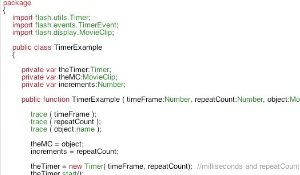 package
{
import flash.utils.Timer;
import flash.events.TimerEvent;
import flash.display.MovieClip;
public class TimerExample
{
private var theTimer:Timer;
private var theMC:MovieClip;
private var increments:Number;
public function TimerExample ( timeFrame:Number, repeatCount:Number, object:Mo
trace ( timeFrame );
trace ( repeatCount );
trace ( object.name );
theMC = object;
increments = repeatCount;
theTimer = new Timer( timeFrame, repeatCount); //milliseconds and repeatCount
theTimer.start();